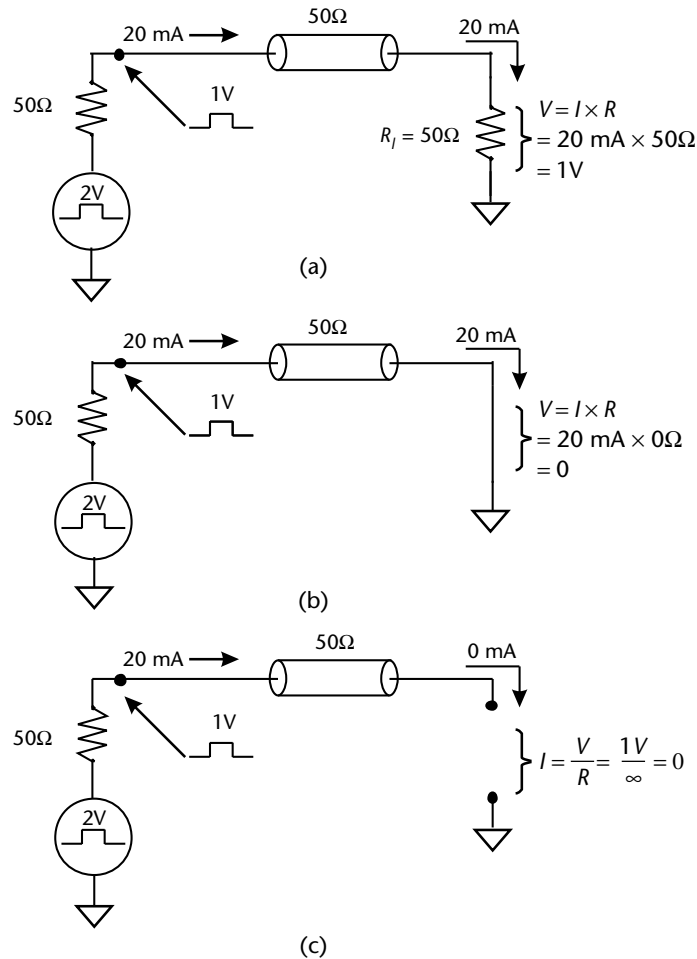 50Ω
20 mA
20 mA
1V
50Ω
R_l = 50Ω
V = I × R
= 20 mA × 50Ω
= 1V
2V
(a)
50Ω
20 mA
20 mA
1V
50Ω
V = I × R
= 20 mA × 0Ω
= 0
2V
(b)
50Ω
20 mA
0 mA
1V
50Ω
I = V/R = 1V/∞ = 0
2V
(c)